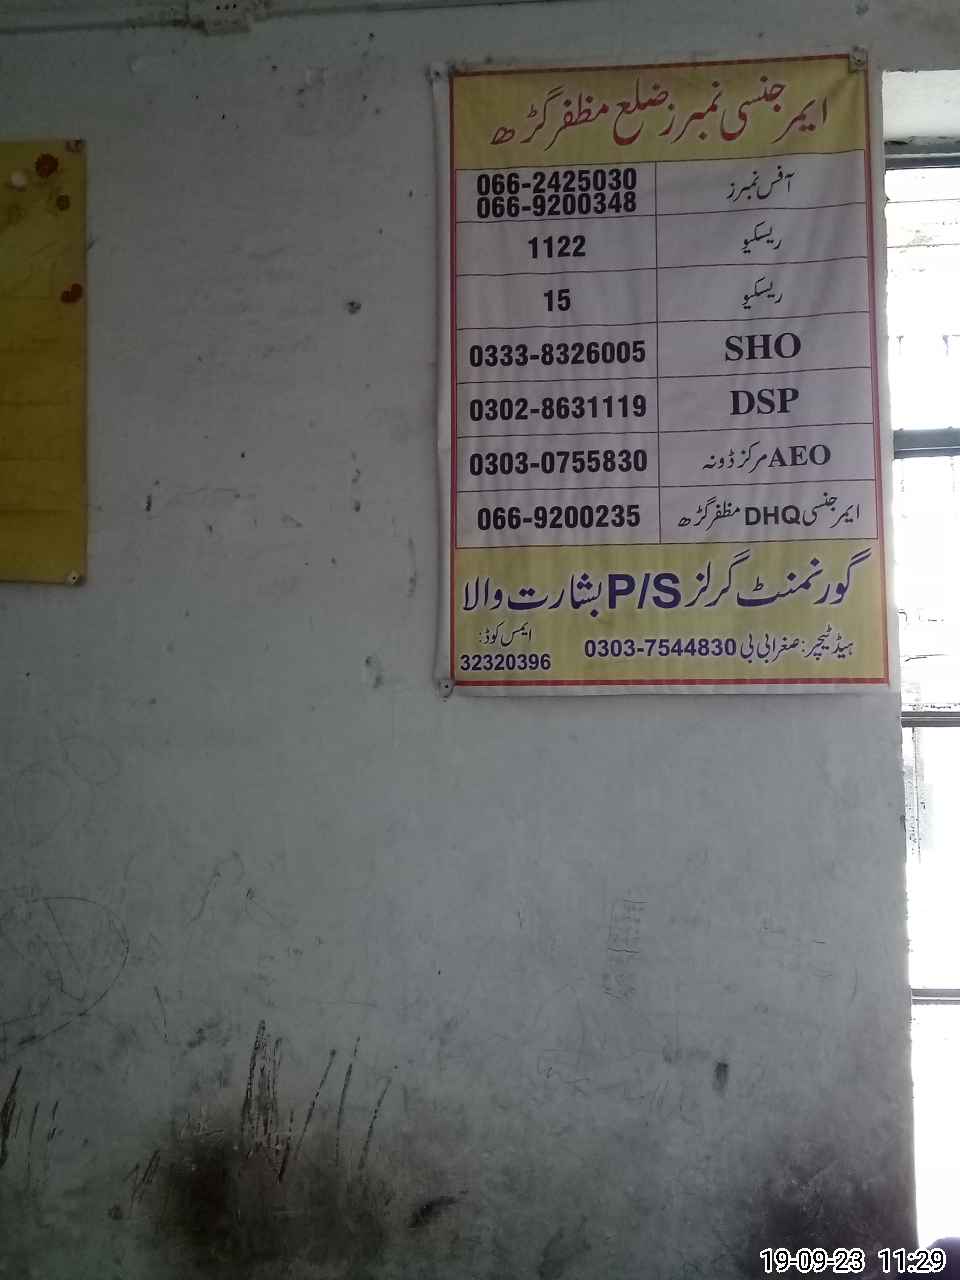 ایمرجنسی نمبرز ضلع مظفرگڑھ
آفس نمبرز 066-2425030
066-9200348
ریسکیو 1122
ریسکیو 15
SHO 0333-8326005
DSP 0302-8631119
AEO مرکز ڈونہ 0303-0755830
ایمرجنسی DHQ مظفرگڑھ 066-9200235
گورنمنٹ گرلز P/S بشارت والا
ہیڈ ٹیچر: صغرابی بی 0303-7544830
ایمس کوڈ:
32320396
19-09-23 11:29